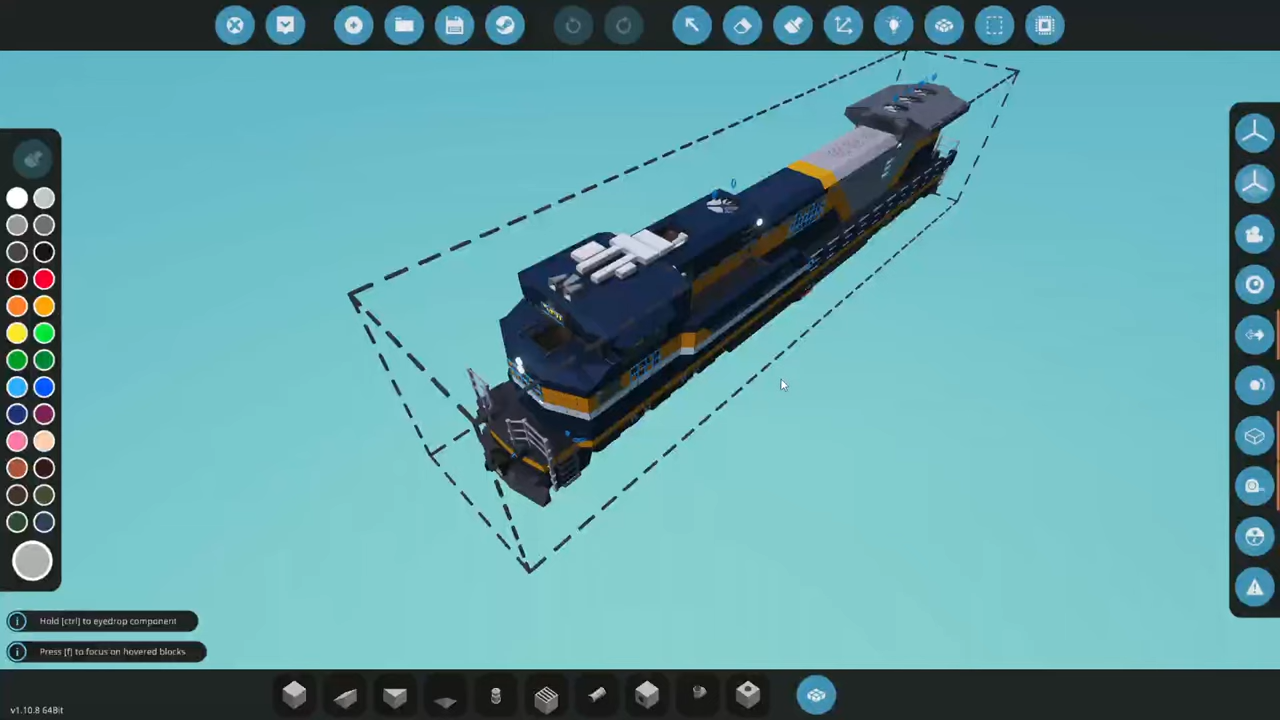 Hold [ctrl] to eyedrop component
Press [f] to focus on hovered blocks
v1.10.8 64Bit